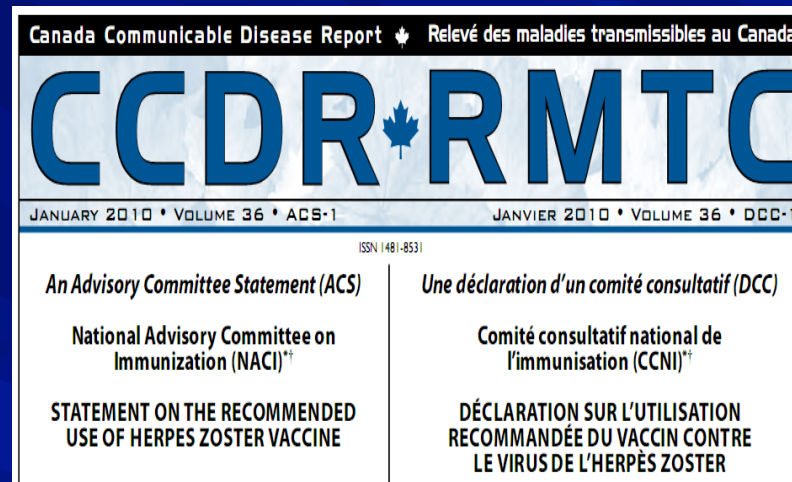 Canada Communicable Disease Report Relevé des maladies transmissibles au Canada
CCDR RMTC
JANUARY 2010 • VOLUME 36 • ACS-1 JANVIER 2010 • VOLUME 36 • DCC-1
ISSN 1481-8531
An Advisory Committee Statement (ACS)
National Advisory Committee on
Immunization (NACI)*†
STATEMENT ON THE RECOMMENDED
USE OF HERPES ZOSTER VACCINE
Une déclaration d'un comité consultatif (DCC)
Comité consultatif national de
l'immunisation (CCNI)*†
DÉCLARATION SUR L'UTILISATION
RECOMMANDÉE DU VACCIN CONTRE
LE VIRUS DE L'HERPÈS ZOSTER